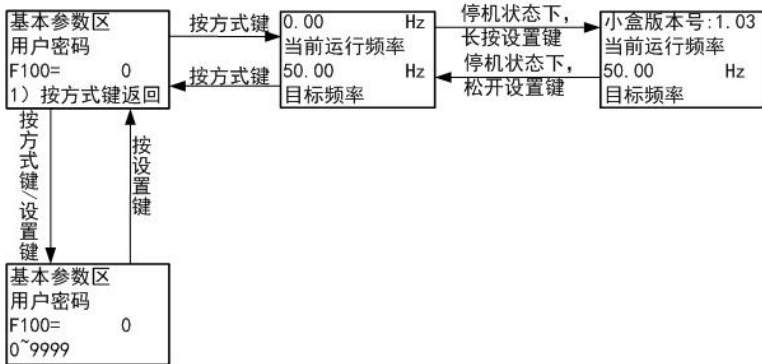 基本参数区
用户密码
F100=　　0
1）按方式键返回
按方式键
按方式键
0.00　　Hz
当前运行频率
50.00　　Hz
目标频率
停机状态下，
长按设置键
停机状态下，
松开设置键
小盒版本号:1.03
当前运行频率
50.00　　Hz
目标频率
按方式键/设置键
按设置键
基本参数区
用户密码
F100=　　0
0~9999